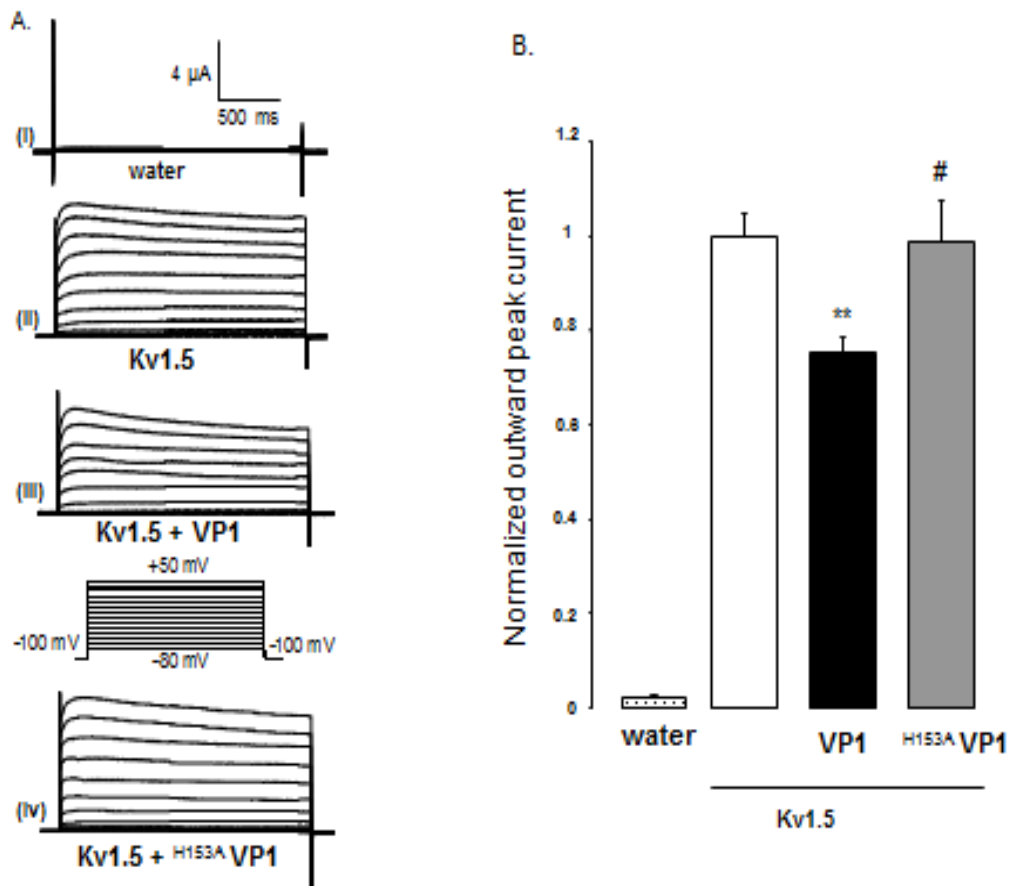 A.
4 µA
500 ms
(I)
water
(II)
Kv1.5
(III)
Kv1.5 + VP1
+50 mV
-100 mV
-100 mV
-80 mV
(Iv)
Kv1.5 + H153A VP1
B.
Normalized outward peak current
1.2
1
0.8
0.6
0.4
0.2
0
**
#
water
VP1
H153A VP1
Kv1.5